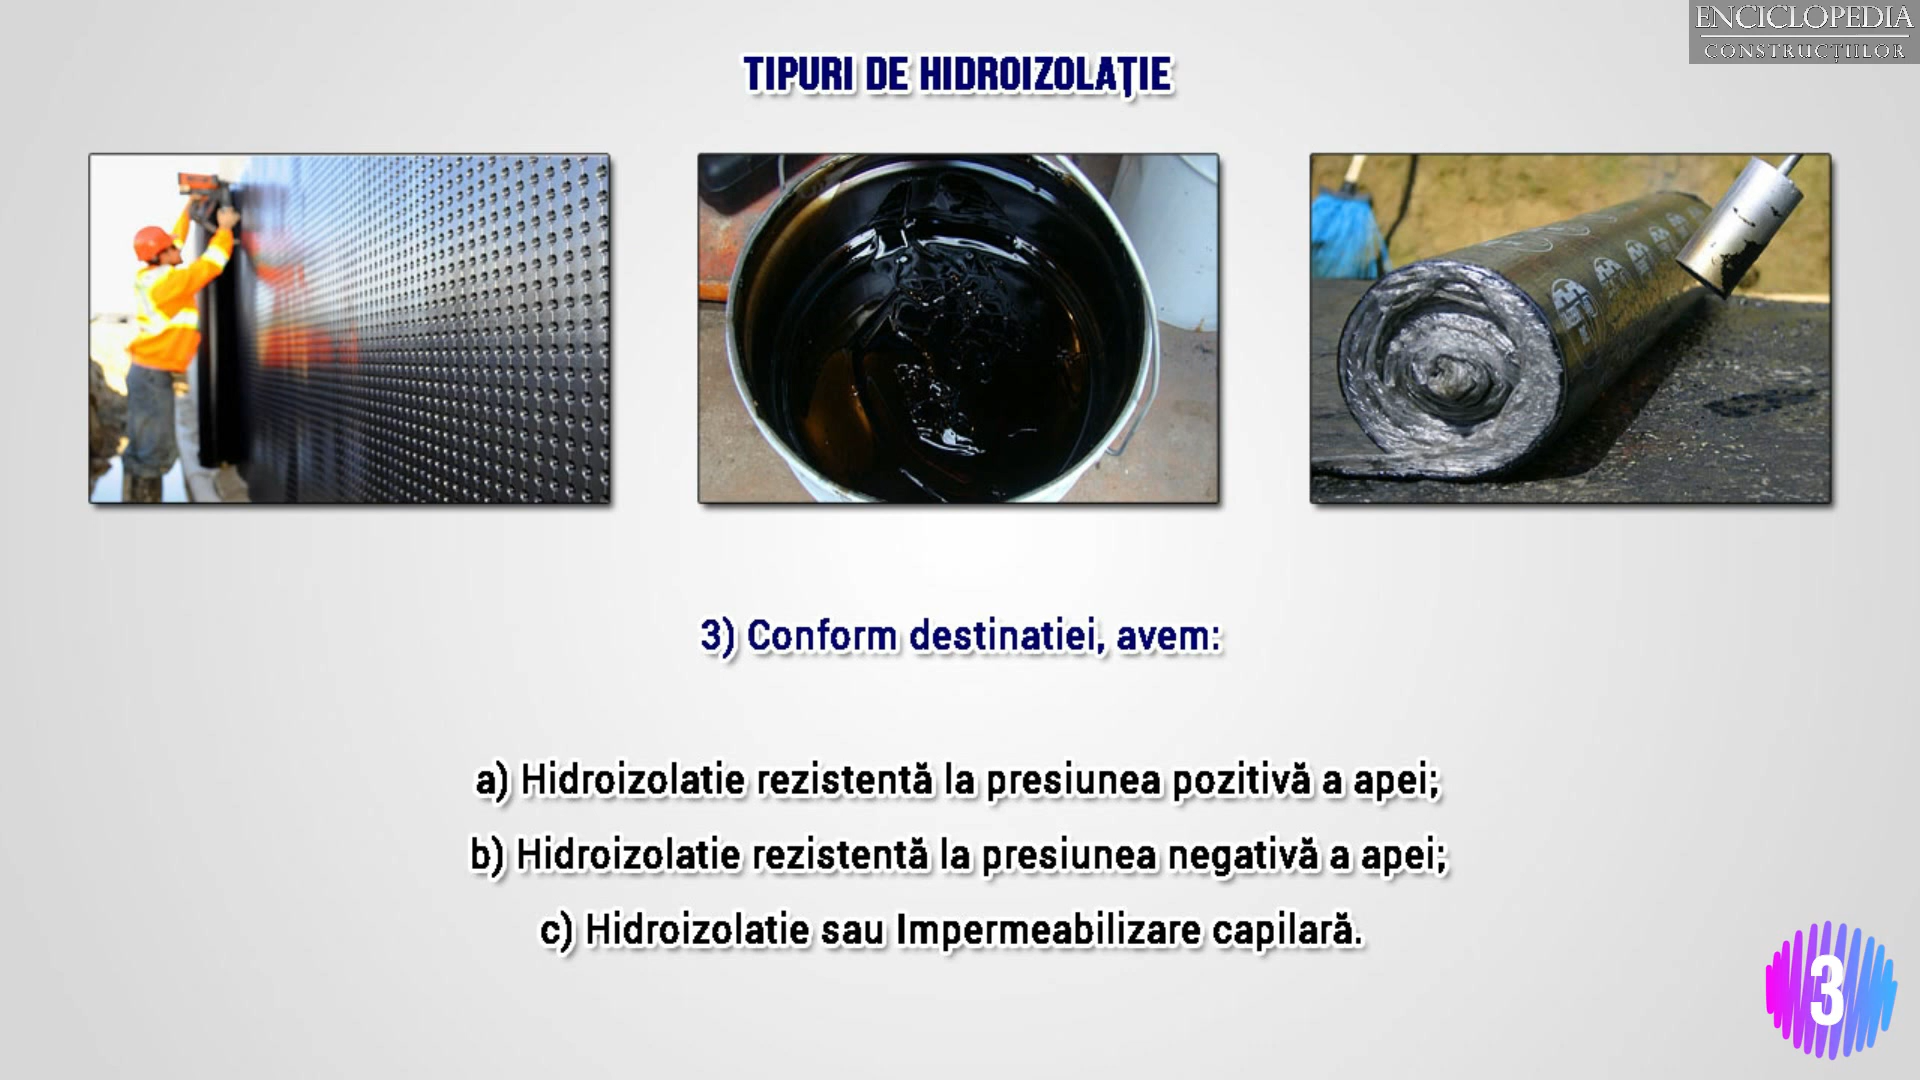 ENCICLOPEDIA
CONSTRUCȚIILOR
TIPURI DE HIDROIZOLAȚIE
3) Conform destinatiei, avem:
a) Hidroizolatie rezistentă la presiunea pozitivă a apei;
b) Hidroizolatie rezistentă la presiunea negativă a apei;
c) Hidroizolatie sau Impermeabilizare capilară.
3